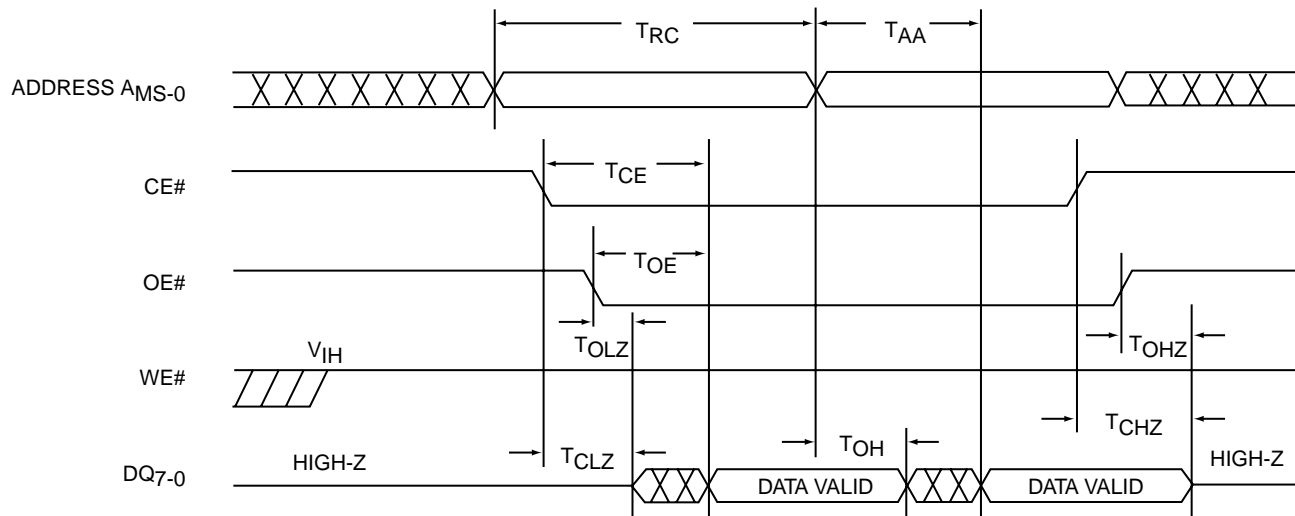 TRC
TAA
ADDRESS AMS-0
TCE
CE#
TOE
OE#
TOLZ
TOHZ
VIH
WE#
TCHZ
TOH
TCLZ
HIGH-Z
HIGH-Z
DQ7-0
DATA VALID
DATA VALID